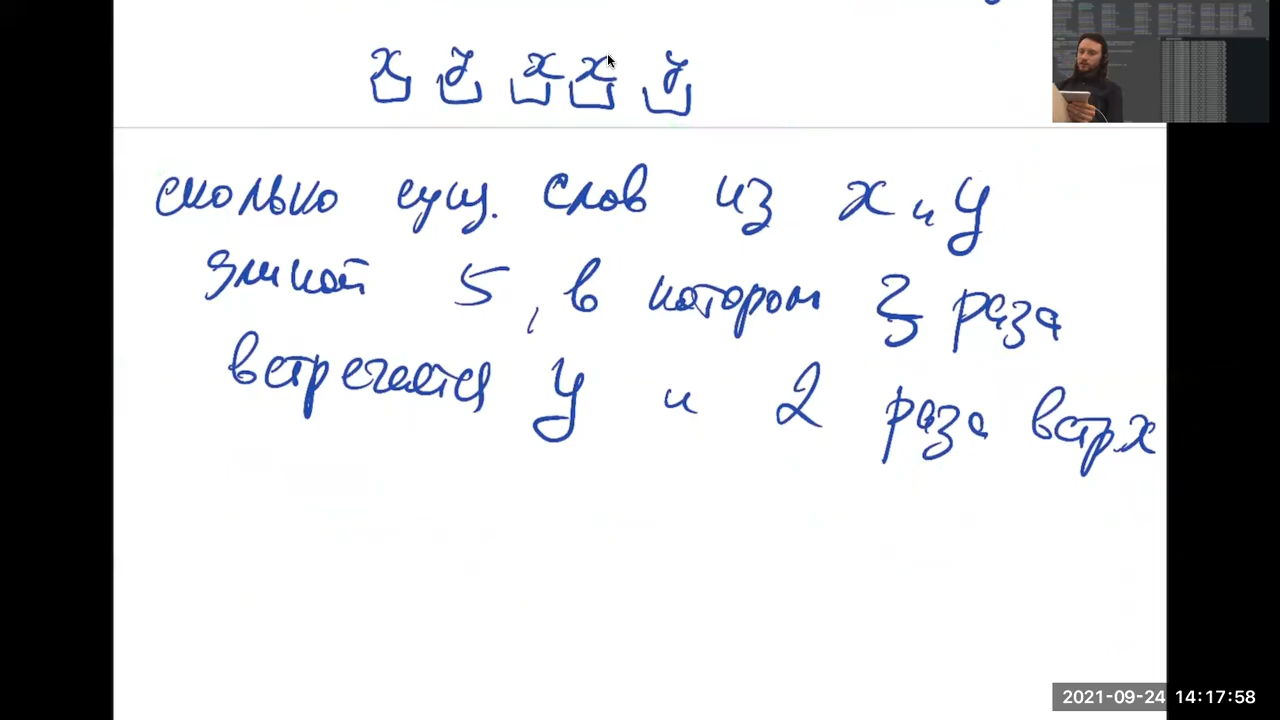 x y x x y
сколько сущ. слов из x и y
длиной 5, в котором 3 раза
встречается y и 2 раза встр. x
2021-09-24 14:17:58